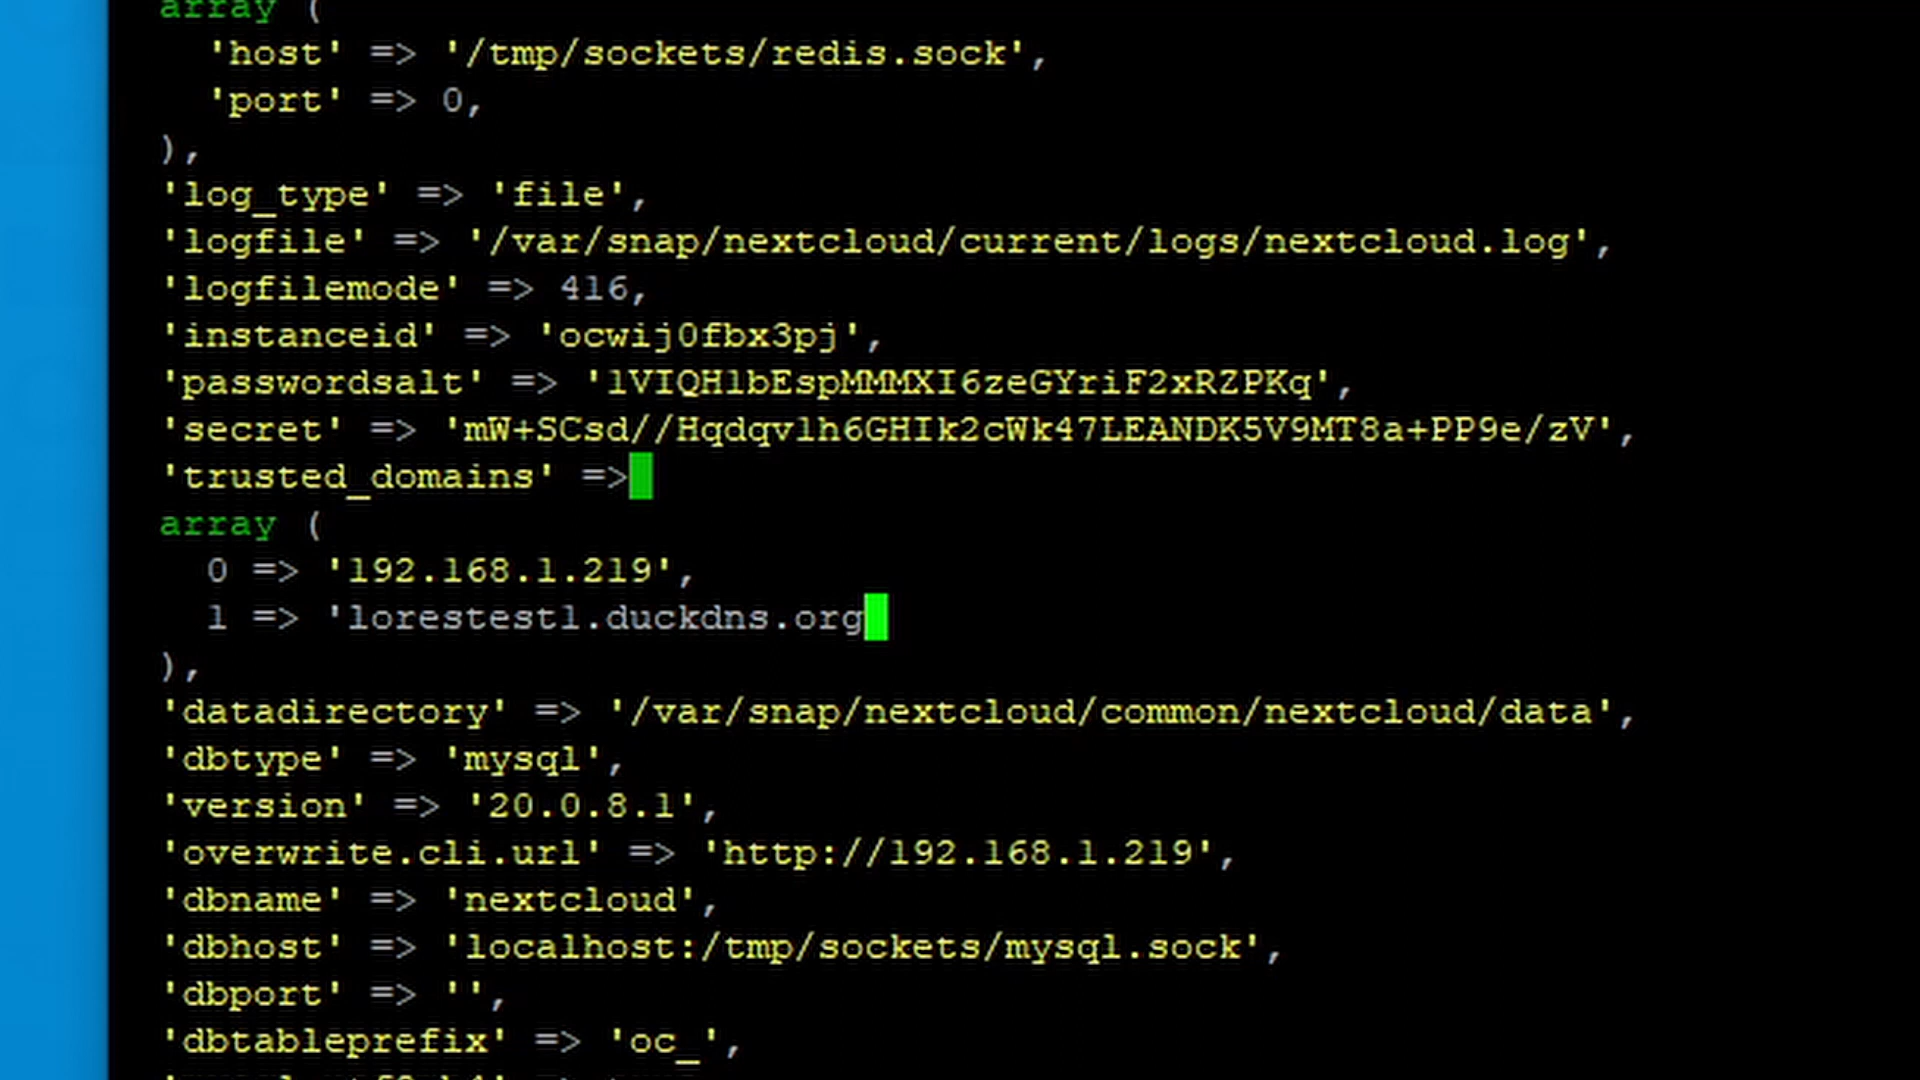 array (
'host' => '/tmp/sockets/redis.sock',
'port' => 0,
),
'log_type' => 'file',
'logfile' => '/var/snap/nextcloud/current/logs/nextcloud.log',
'logfilemode' => 416,
'instanceid' => 'ocwij0fbx3pj',
'passwordsalt' => 'lVIQHlbEspMMMXI6zeGYriF2xRZPKq',
'secret' => 'mW+SCsd//Hqdqvlh6GHIk2cWk47LEANDK5V9MT8a+PP9e/zV',
'trusted_domains' =>
array (
0 => '192.168.1.219',
1 => 'lorestest1.duckdns.org
),
'datadirectory' => '/var/snap/nextcloud/common/nextcloud/data',
'dbtype' => 'mysql',
'version' => '20.0.8.1',
'overwrite.cli.url' => 'http://192.168.1.219',
'dbname' => 'nextcloud',
'dbhost' => 'localhost:/tmp/sockets/mysql.sock',
'dbport' => '',
'dbtableprefix' => 'oc_',